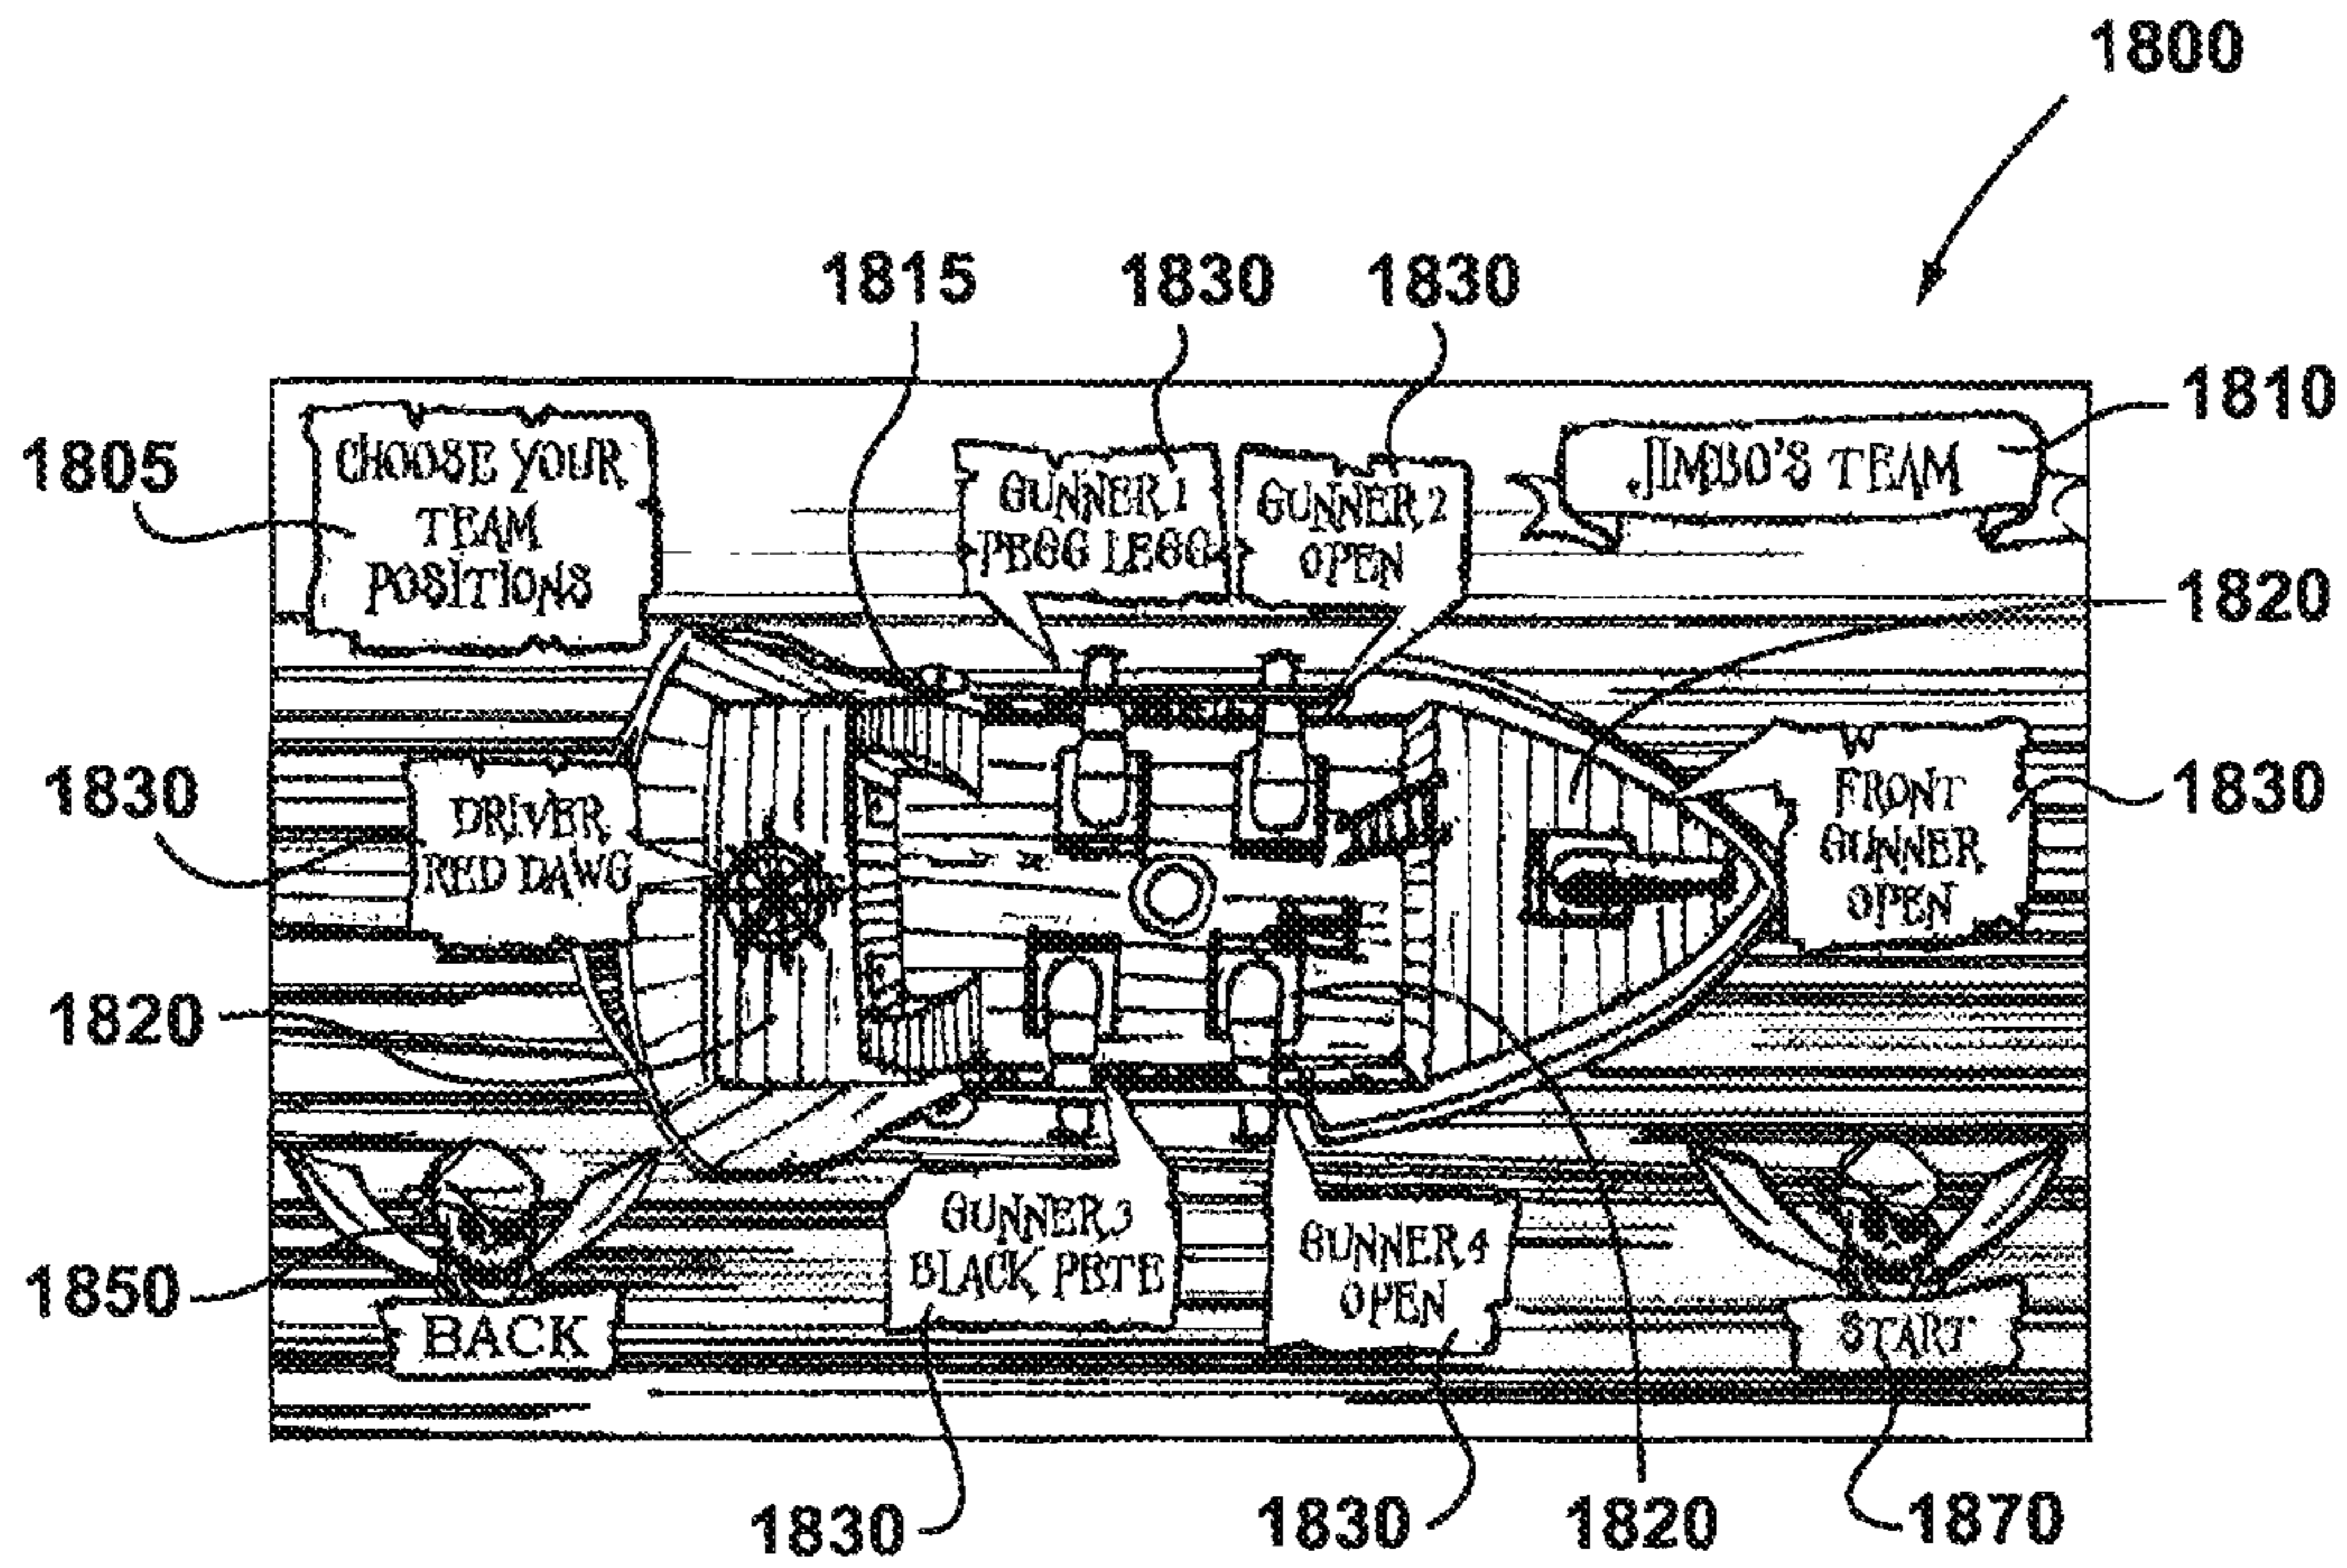 1800
1815
1830
1830
1810
1805
CHOOSE YOUR
TEAM
POSITIONS
GUNNER 1
PEGG LEGG
GUNNER 2
OPEN
JIMBO'S TEAM
1820
1830
DRIVER
RED DAWG
FRONT
GUNNER
OPEN
1830
1820
1850
BACK
GUNNER 3
BLACK PETE
GUNNER 4
OPEN
START
1830
1830
1820
1870